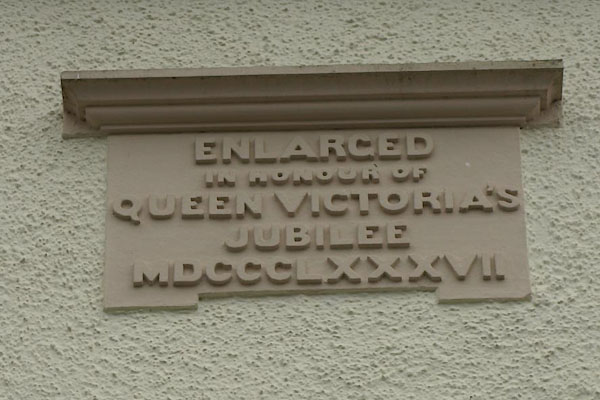 ENLARGED
IN HONOUR OF
QUEEN VICTORIA'S
JUBILEE
MDCCCLXXXVII